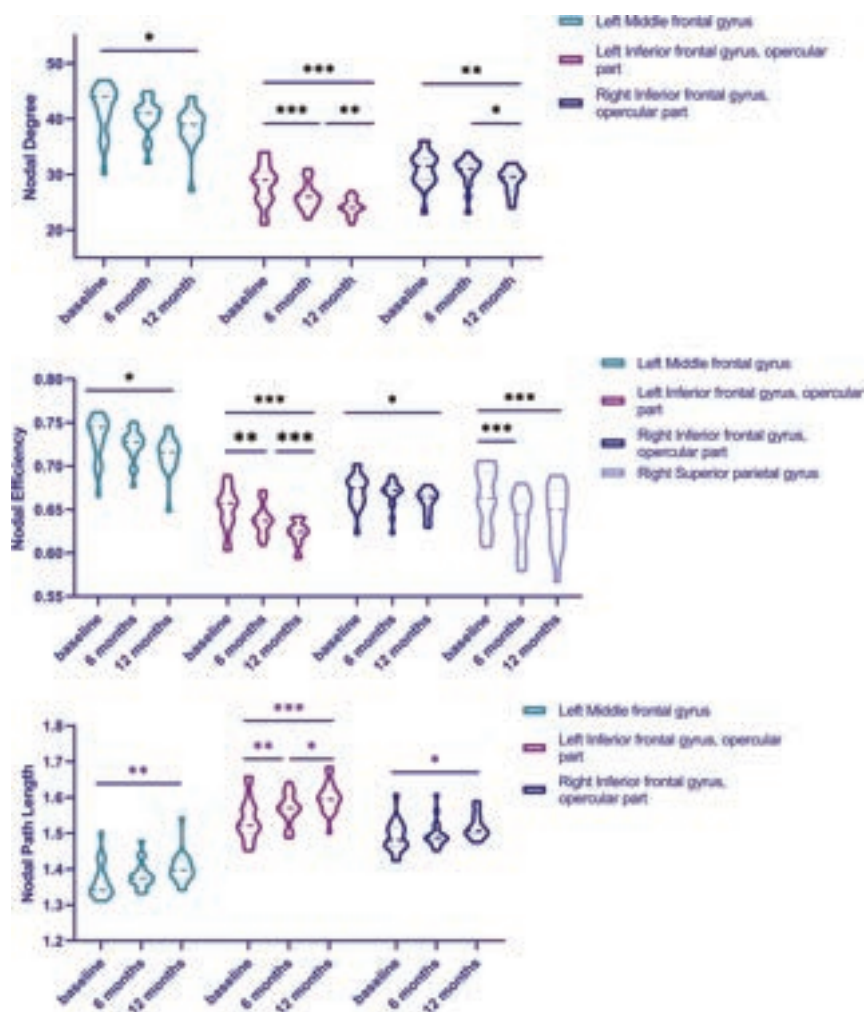 Left Middle frontal gyrus
Left Inferior frontal gyrus, opercular
part
Right Inferior frontal gyrus,
opercular part
Nodal Degree
50
40
30
20
*
***
***
**
**
*
baseline
6 month
12 month
baseline
6 month
12 month
baseline
6 month
12 month
Left Middle frontal gyrus
Left Inferior frontal gyrus, opercular
part
Right Inferior frontal gyrus,
opercular part
Right Superior parietal gyrus
Nodal Efficiency
0.80
0.75
0.70
0.65
0.60
0.55
*
***
**
***
*
***
***
baseline
6 months
12 months
baseline
6 months
12 months
baseline
6 months
12 months
baseline
6 months
12 months
Left Middle frontal gyrus
Left Inferior frontal gyrus, opercular
part
Right Inferior frontal gyrus,
opercular part
Nodal Path Length
1.8
1.7
1.6
1.5
1.4
1.3
1.2
**
***
**
*
*
baseline
6 months
12 months
baseline
6 months
12 months
baseline
6 months
12 months